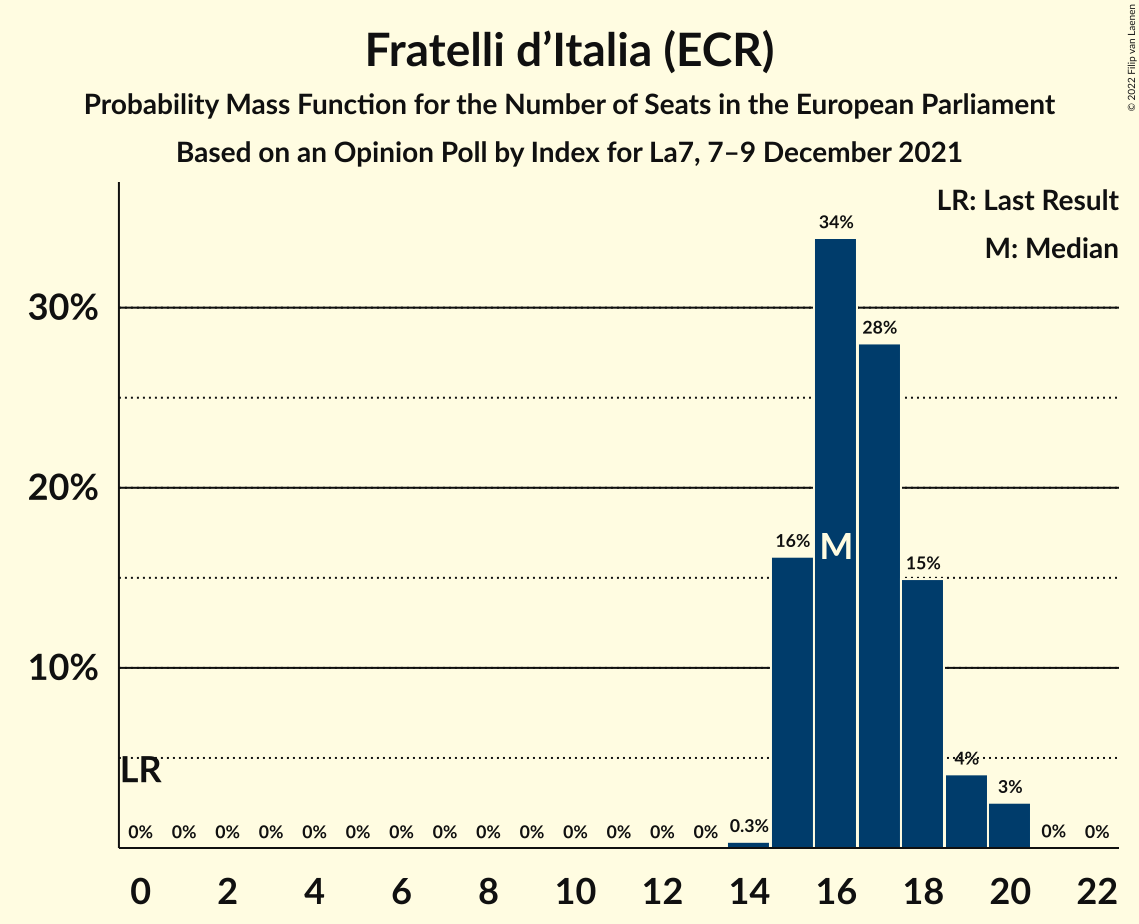 © 2022 Filip van Laenen
Fratelli d’Italia (ECR)
Probability Mass Function for the Number of Seats in the European Parliament
Based on an Opinion Poll by Index for La7, 7–9 December 2021
LR: Last Result
M: Median
34%
30%
28%
20%
16%
M
15%
10%
LR
4%
3%
0% 0% 0% 0% 0% 0% 0% 0% 0% 0% 0% 0% 0% 0% 0.3% 0% 0%
0 2 4 6 8 10 12 14 16 18 20 22